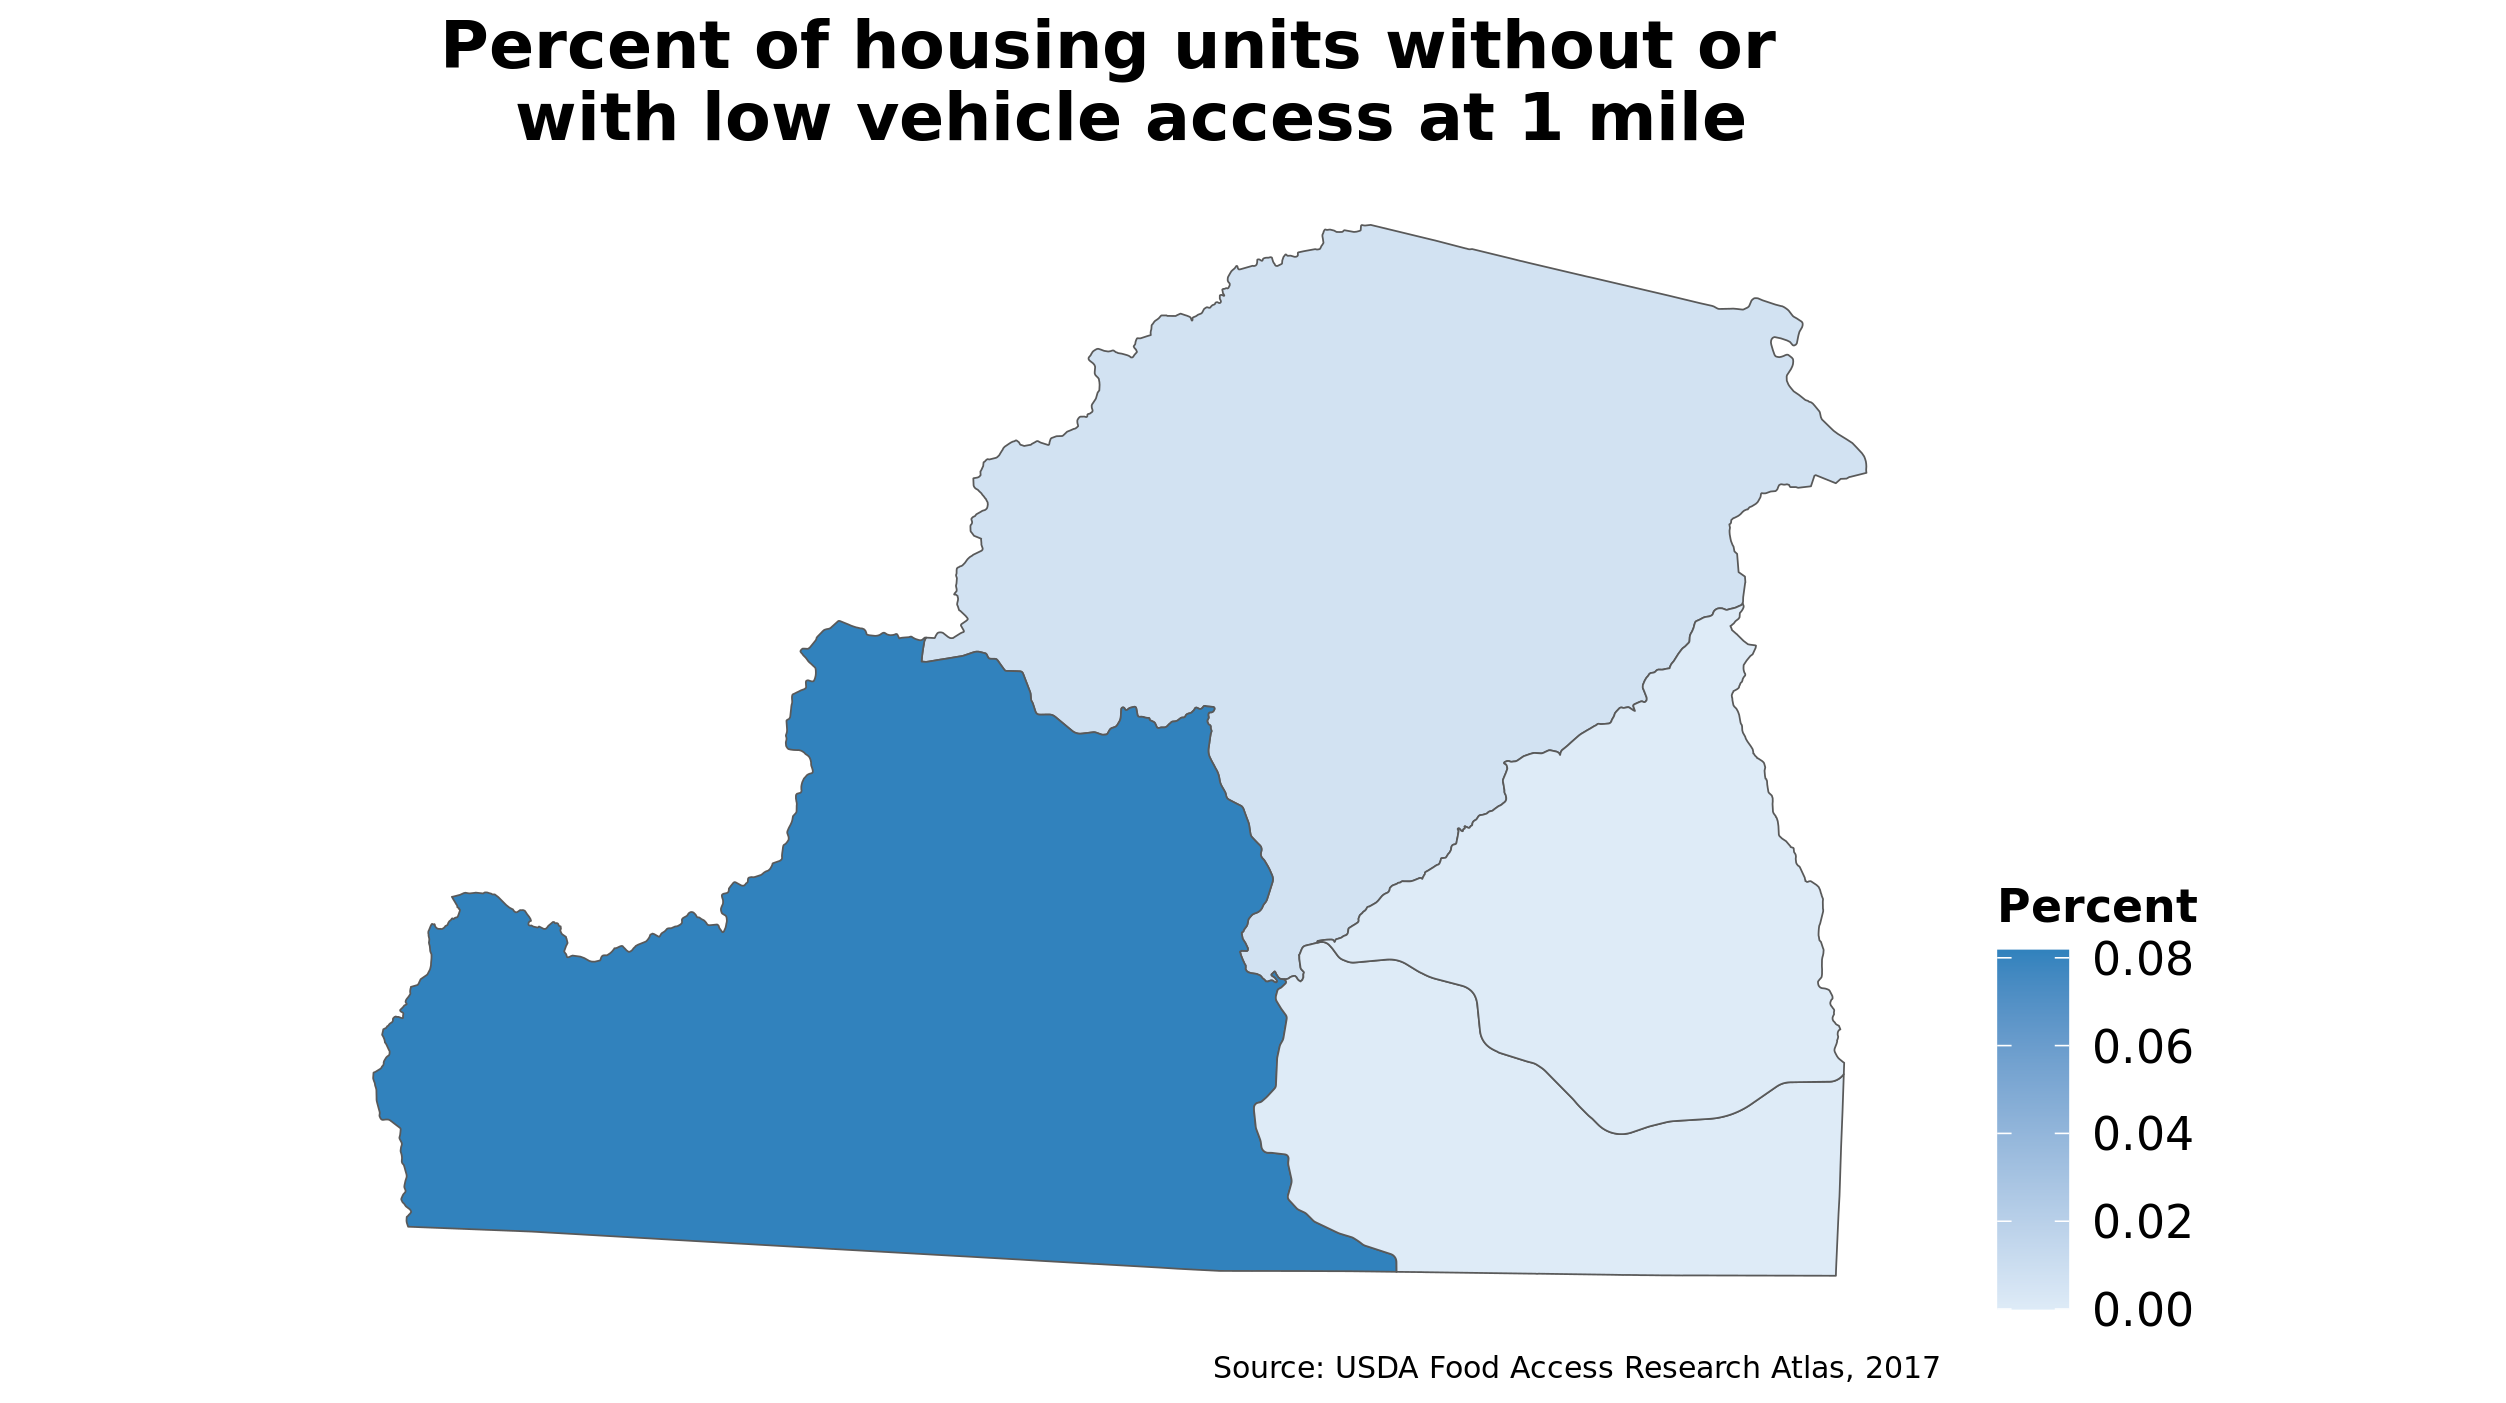 Percent of housing units without or
with low vehicle access at 1 mile
Percent
0.08
0.06
0.04
0.02
0.00
Source: USDA Food Access Research Atlas, 2017